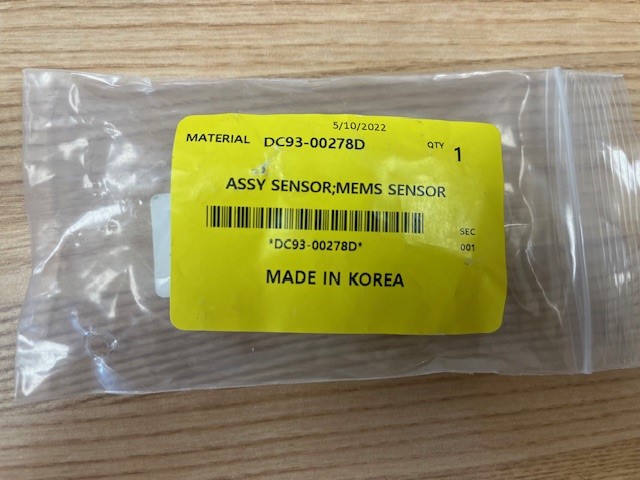 5/10/2022
MATERIAL DC93-00278D QTY 1
ASSY SENSOR;MEMS SENSOR
SEC
*DC93-00278D* 001
MADE IN KOREA